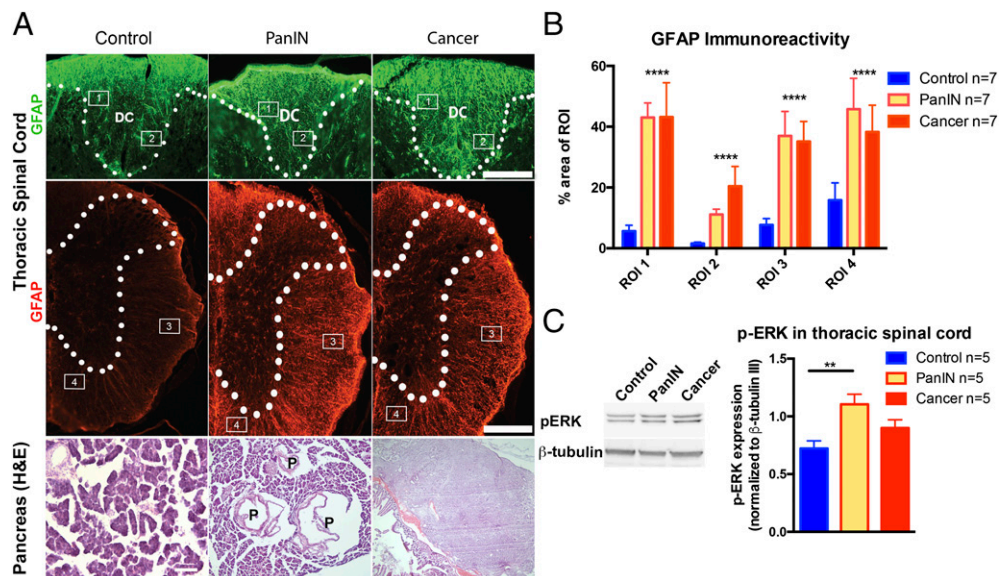 A
Control
PanIN
Cancer
Thoracic Spinal Cord
GFAP
1
DC
2
1
DC
2
1
DC
2
GFAP
3
4
3
4
3
4
Pancreas (H&E)
P
P
P
B
GFAP Immunoreactivity
% area of ROI
60
40
20
0
****
****
****
****
ROI 1
ROI 2
ROI 3
ROI 4
Control n=7
PanIN n=7
Cancer n=7
C
Control
PanIN
Cancer
pERK
β-tubulin
p-ERK in thoracic spinal cord
p-ERK expression
(normalized to β-tubulin III)
1.5
1.0
0.5
0.0
**
Control n=5
PanIN n=5
Cancer n=5